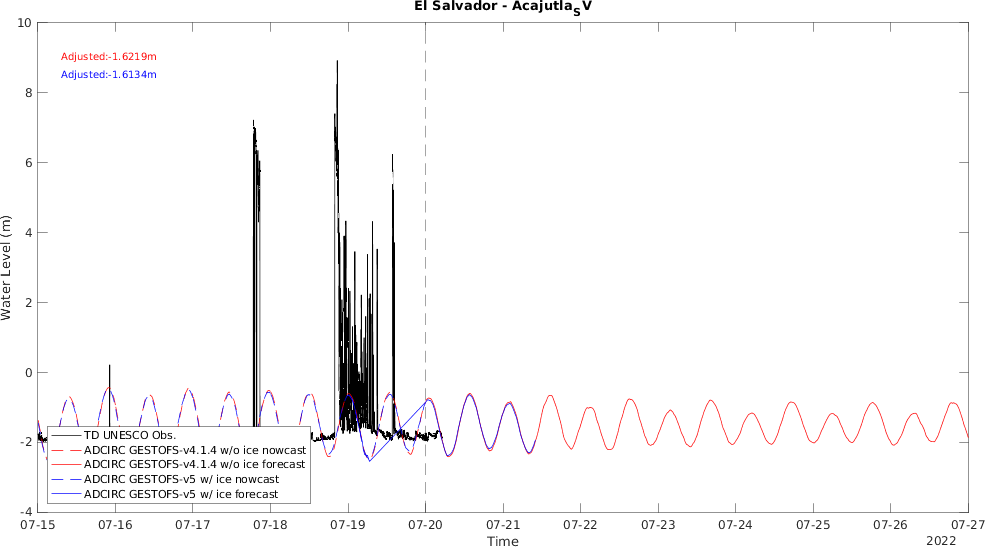 El Salvador - Acajutla_SV
Adjusted:-1.6219m
Adjusted:-1.6134m
Water Level (m)
10
8
6
4
2
0
-2
-4
TD UNESCO Obs.
ADCIRC GESTOFS-v4.1.4 w/o ice nowcast
ADCIRC GESTOFS-v4.1.4 w/o ice forecast
ADCIRC GESTOFS-v5 w/ ice nowcast
ADCIRC GESTOFS-v5 w/ ice forecast
07-15 07-16 07-17 07-18 07-19 07-20 07-21 07-22 07-23 07-24 07-25 07-26 07-27
Time
2022